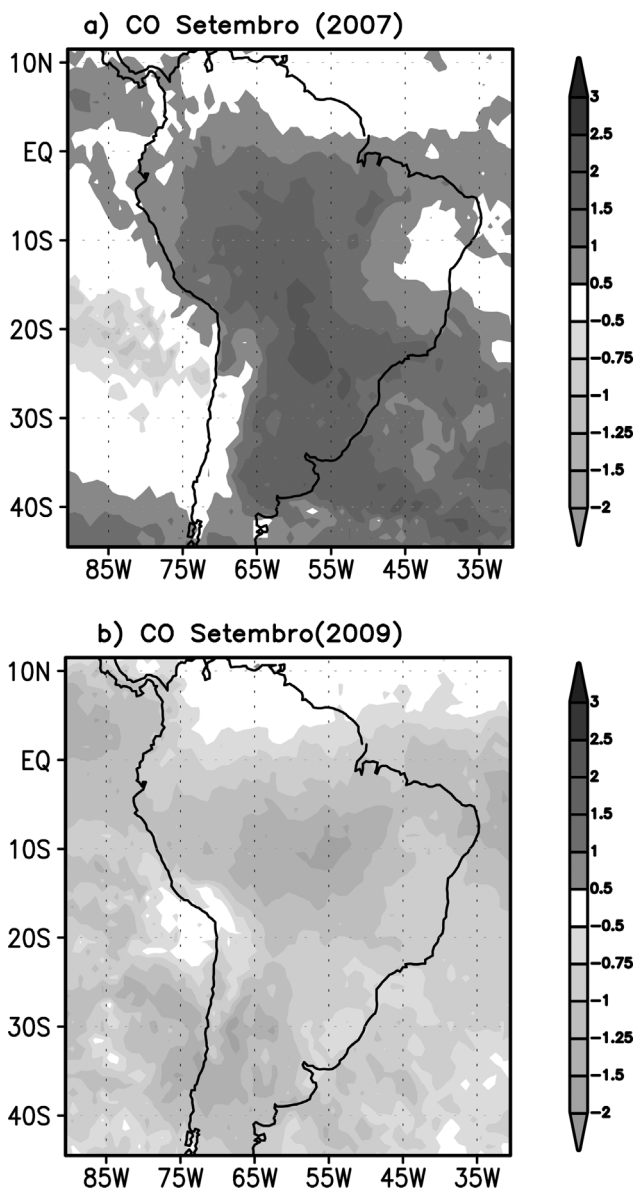 a) CO Setembro (2007)
10N
EQ
10S
20S
30S
40S
85W 75W 65W 55W 45W 35W
3
2.5
2
1.5
1
0.5
-0.5
-0.75
-1
-1.25
-1.5
-2
b) CO Setembro(2009)
10N
EQ
10S
20S
30S
40S
85W 75W 65W 55W 45W 35W
3
2.5
2
1.5
1
0.5
-0.5
-0.75
-1
-1.25
-1.5
-2